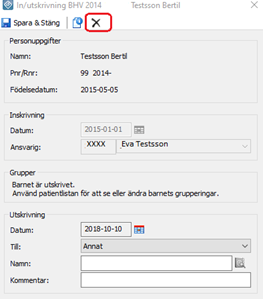 In/utskrivning BHV 2014 Testsson Bertil
Spara & Stäng
Personuppgifter
Namn: Testsson Bertil
Pnr/Rnr: 99 2014-
Födelsedatum: 2015-05-05
Inskrivning
Datum: 2015-01-01
Ansvarig: XXXX Eva Testsson
Grupper
Barnet är utskrivet.
Använd patientlistan för att se eller ändra barnets grupperingar.
Utskrivning
Datum: 2018-10-10
Till: Annat
Namn:
Kommentar: